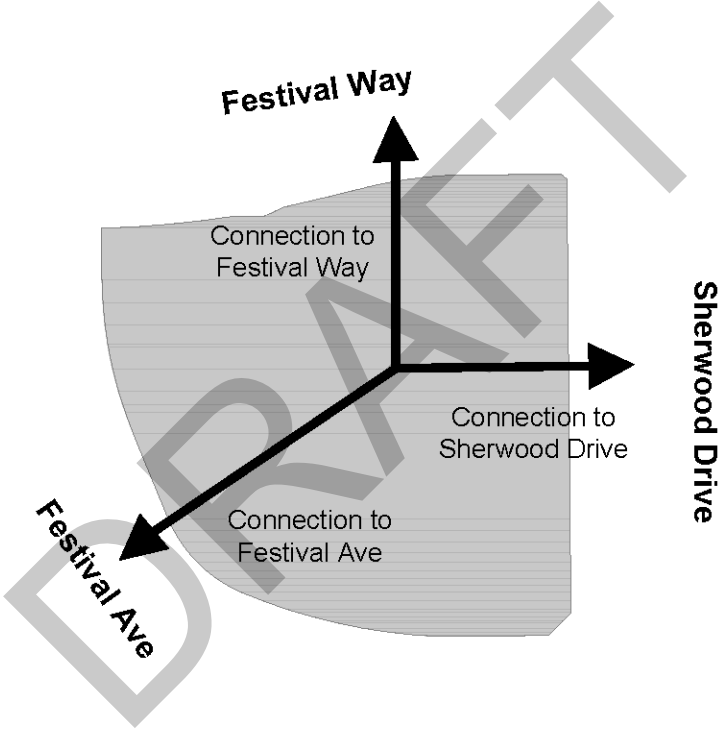 Festival Way
Connection to
Festival Way
Sherwood Drive
Connection to
Sherwood Drive
Connection to
Festival Ave
Festival Ave
DRAFT